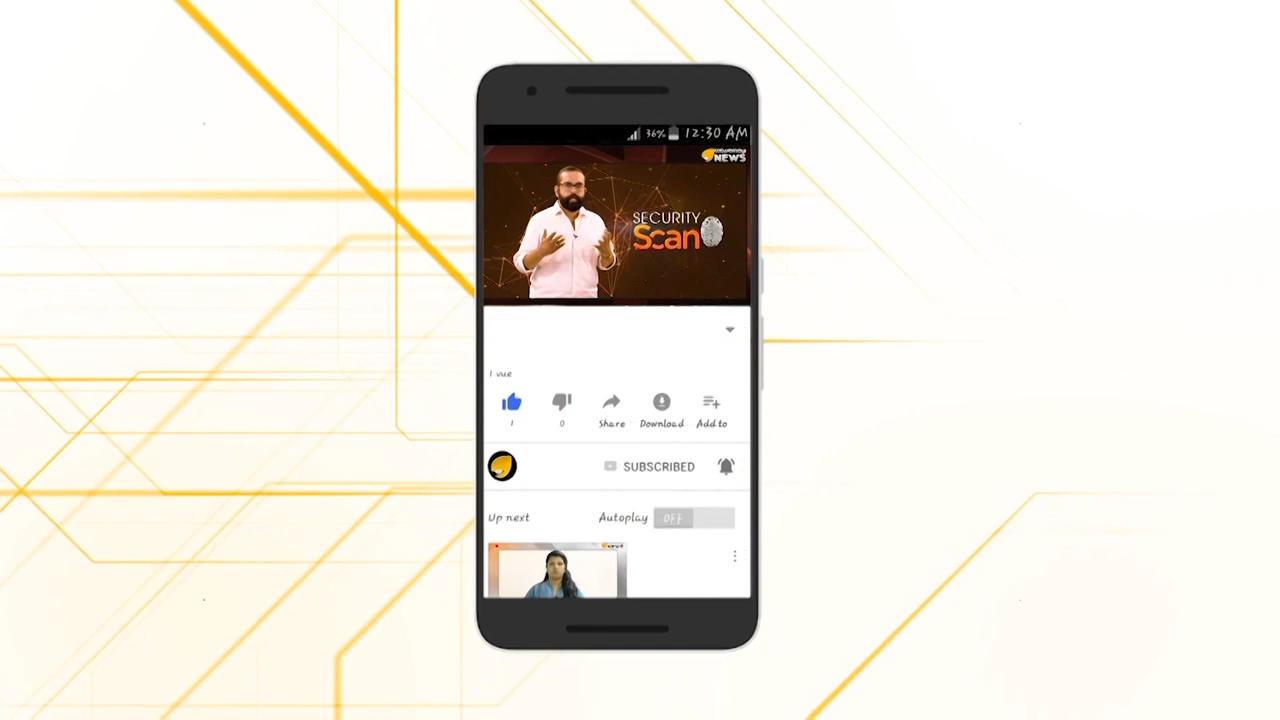 36% 12:30 AM
NEWS
SECURITY
Scan
1 vue
1 0 Share Download Add to
SUBSCRIBED
Up next Autoplay OFF